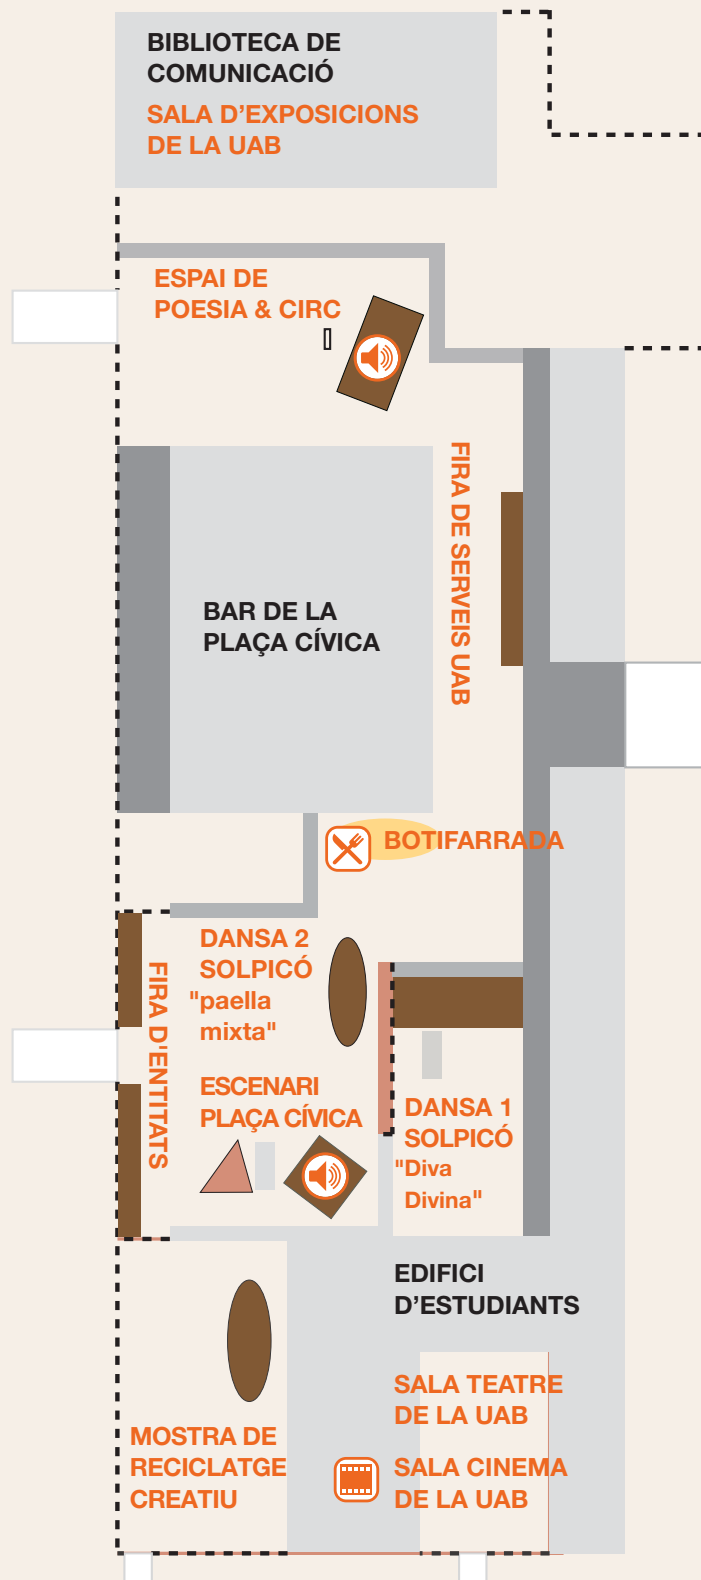 BIBLIOTECA DE
COMUNICACIÓ
SALA D’EXPOSICIONS
DE LA UAB
ESPAI DE
POESIA & CIRC
FIRA DE SERVEIS UAB
BAR DE LA
PLAÇA CÍVICA
BOTIFARRADA
DANSA 2
SOLPICÓ
"paella
mixta"
FIRA D'ENTITATS
ESCENARI
PLAÇA CÍVICA
DANSA 1
SOLPICÓ
"Diva
Divina"
EDIFICI
D’ESTUDIANTS
SALA TEATRE
DE LA UAB
MOSTRA DE
RECICLATGE
CREATIU
SALA CINEMA
DE LA UAB